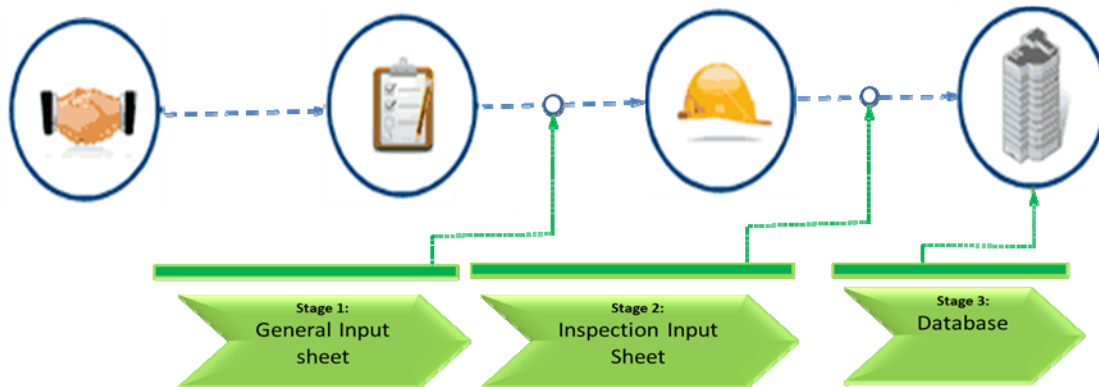 Stage 1:
General Input
sheet
Stage 2:
Inspection Input
Sheet
Stage 3:
Database